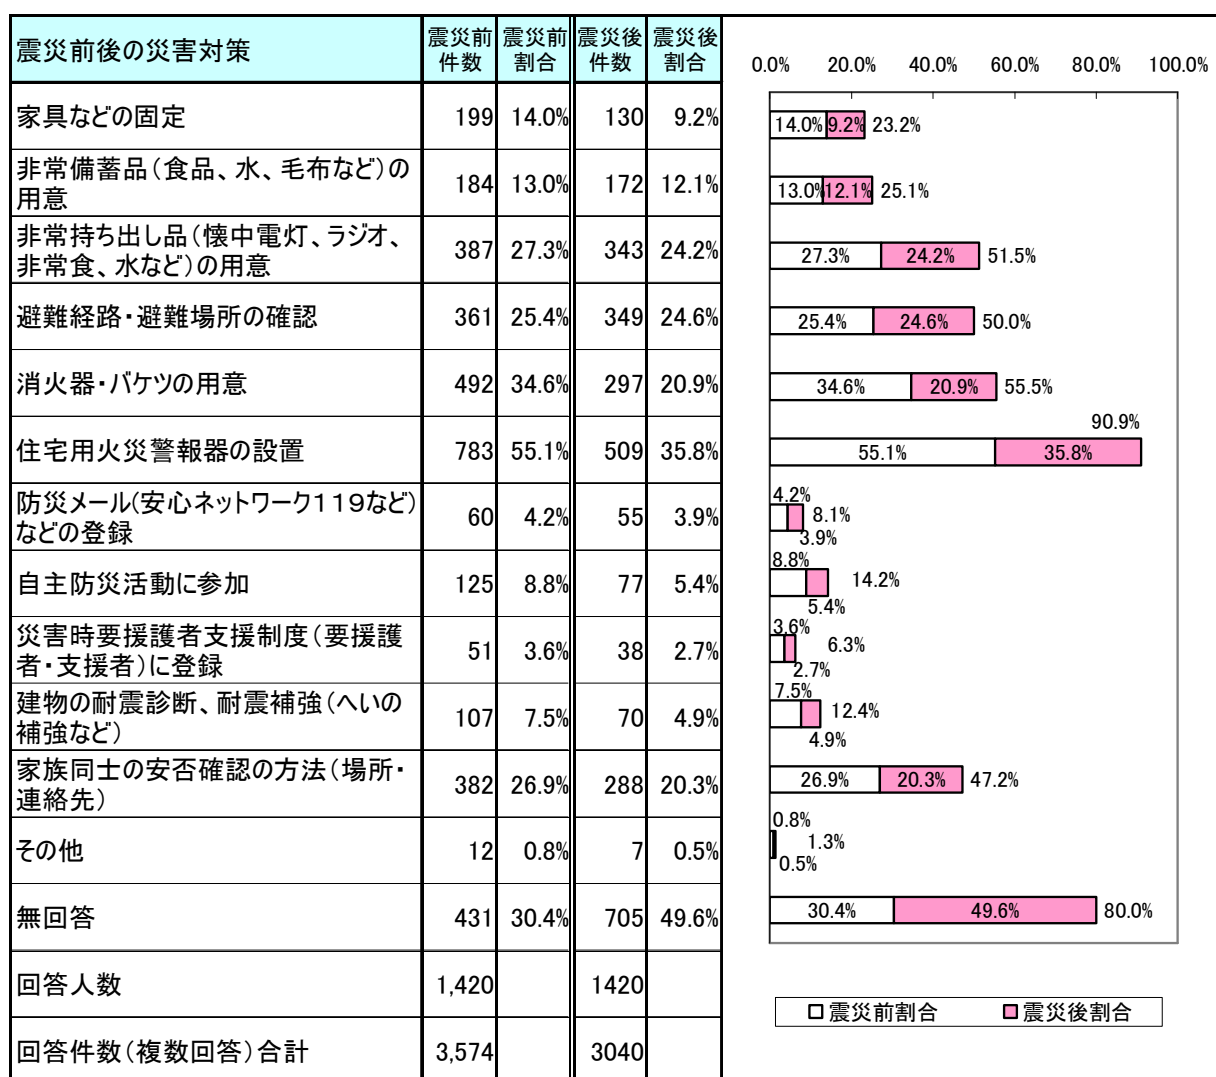 震災前後の災害対策 震災前件数 震災前割合 震災後件数 震災後割合
家具などの固定 199 14.0% 130 9.2%
非常備蓄品（食品、水、毛布など）の
用意 184 13.0% 172 12.1%
非常持ち出し品（懐中電灯、ラジオ、
非常食、水など）の用意 387 27.3% 343 24.2%
避難経路・避難場所の確認 361 25.4% 349 24.6%
消火器・バケツの用意 492 34.6% 297 20.9%
住宅用火災警報器の設置 783 55.1% 509 35.8%
防災メール(安心ネットワーク119など)
などの登録 60 4.2% 55 3.9%
自主防災活動に参加 125 8.8% 77 5.4%
災害時要援護者支援制度（要援護
者・支援者）に登録 51 3.6% 38 2.7%
建物の耐震診断、耐震補強（へいの
補強など） 107 7.5% 70 4.9%
家族同士の安否確認の方法（場所・
連絡先） 382 26.9% 288 20.3%
その他 12 0.8% 7 0.5%
無回答 431 30.4% 705 49.6%
回答人数 1,420 1420
回答件数（複数回答）合計 3,574 3040
0.0% 20.0% 40.0% 60.0% 80.0% 100.0%
14.0% 9.2% 23.2%
13.0% 12.1% 25.1%
27.3% 24.2% 51.5%
25.4% 24.6% 50.0%
34.6% 20.9% 55.5%
90.9%
55.1% 35.8%
4.2%
8.1%
3.9%
8.8%
14.2%
5.4%
3.6%
6.3%
2.7%
7.5%
12.4%
4.9%
26.9% 20.3% 47.2%
0.8%
1.3%
0.5%
30.4% 49.6% 80.0%
震災前割合 震災後割合